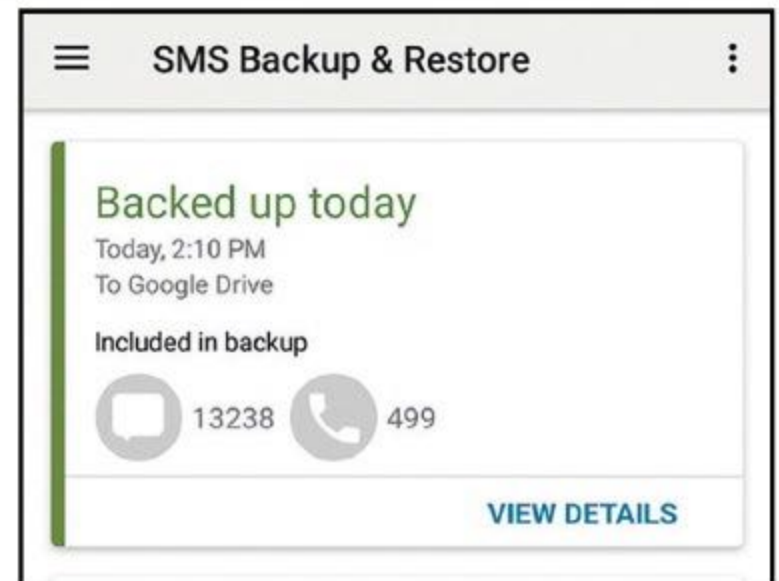 SMS Backup & Restore
Backed up today
Today, 2:10 PM
To Google Drive
Included in backup
13238 499
VIEW DETAILS